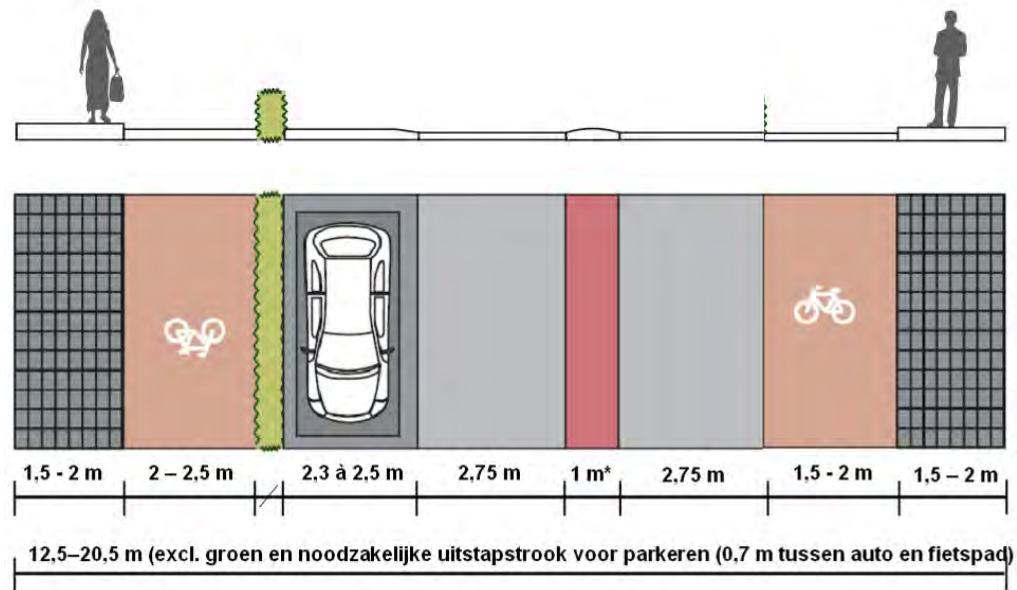 1,5 - 2 m 2 – 2,5 m 2,3 à 2,5 m 2,75 m 1 m* 2,75 m 1,5 - 2 m 1,5 – 2 m
12,5–20,5 m (excl. groen en noodzakelijke uitstapstrook voor parkeren (0,7 m tussen auto en fietspad)